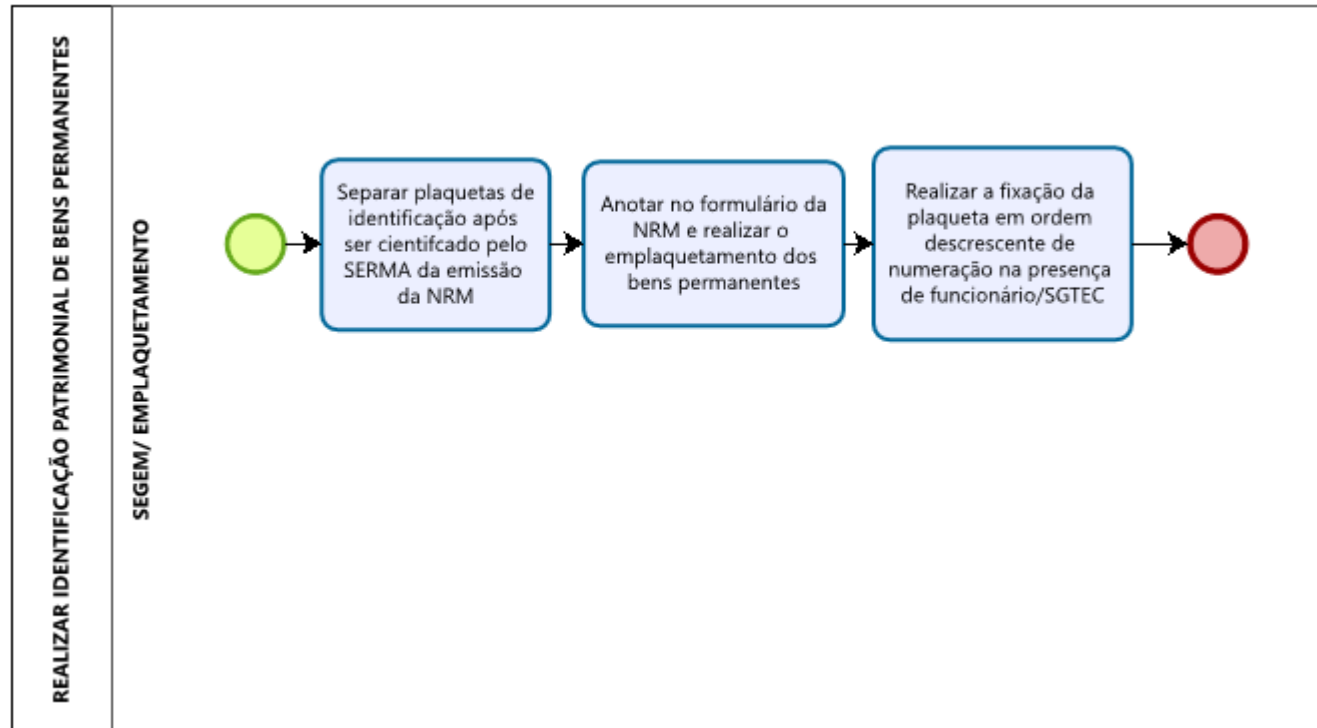 REALIZAR IDENTIFICAÇÃO PATRIMONIAL DE BENS PERMANENTES
SEGEM/ EMPLAQUETAMENTO
Separar plaquetas de
identificação após
ser cientifcado pelo
SERMA da emissão
da NRM
Anotar no formulário da
NRM e realizar o
emplaquetamento dos
bens permanentes
Realizar a fixação da
plaqueta em ordem
descrescente de
numeração na presença
de funcionário/SGTEC